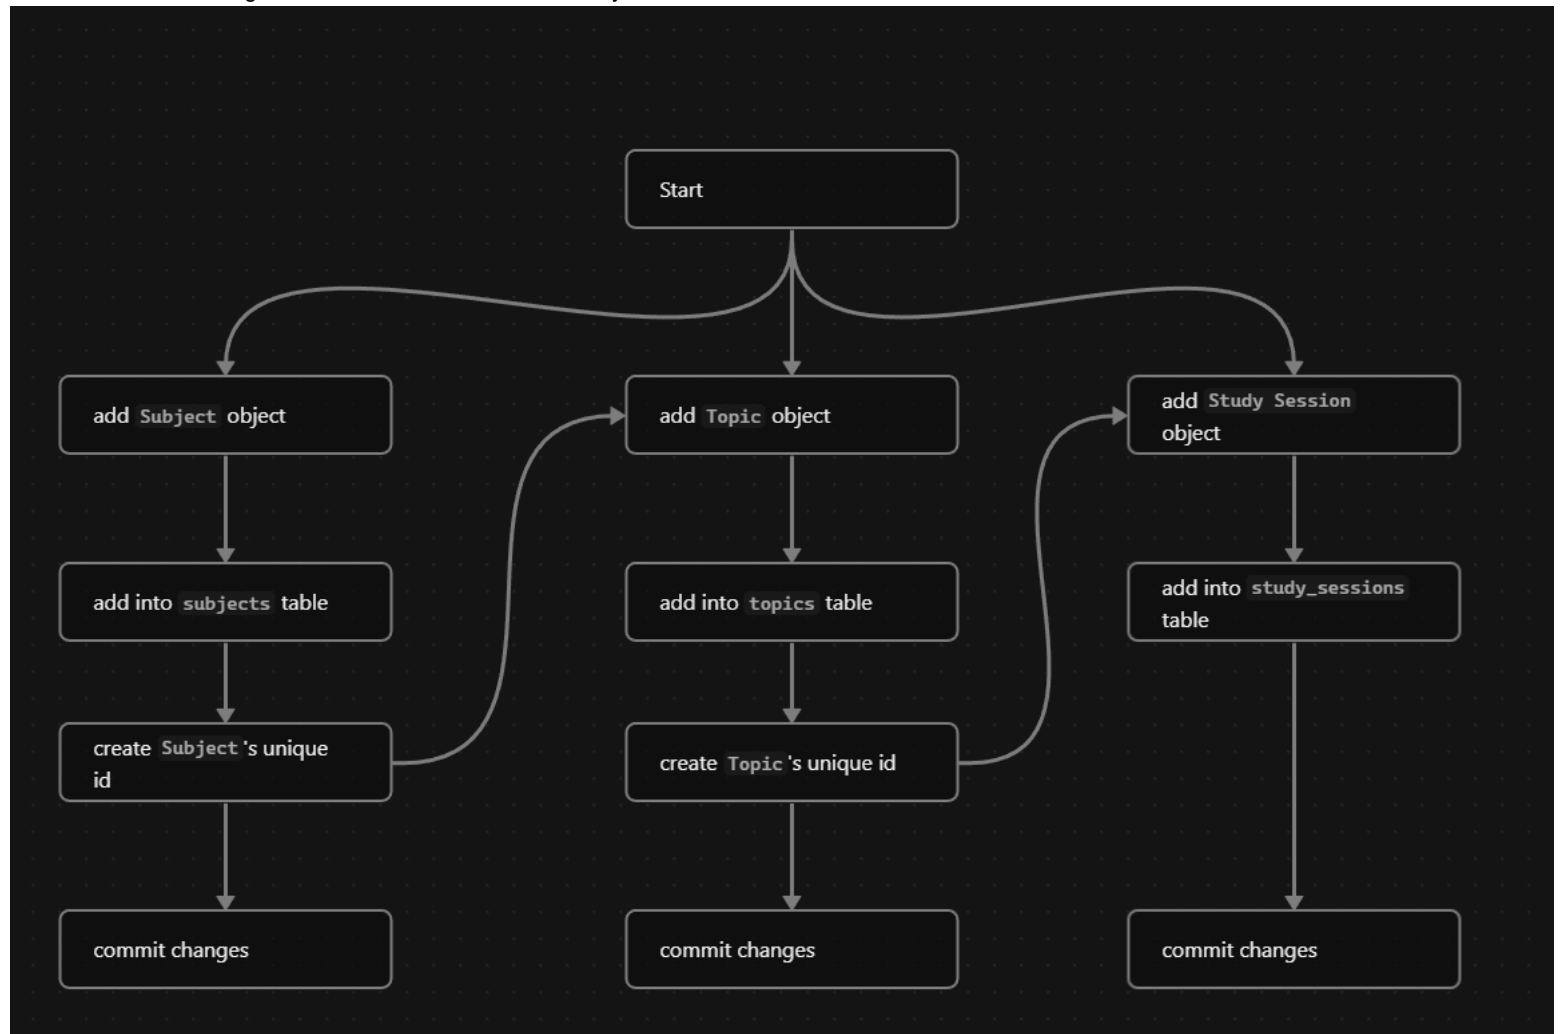 Start
add Subject object
add Topic object
add Study Session
object
add into subjects table
add into topics table
add into study_sessions
table
create Subject's unique
id
create Topic's unique id
commit changes
commit changes
commit changes